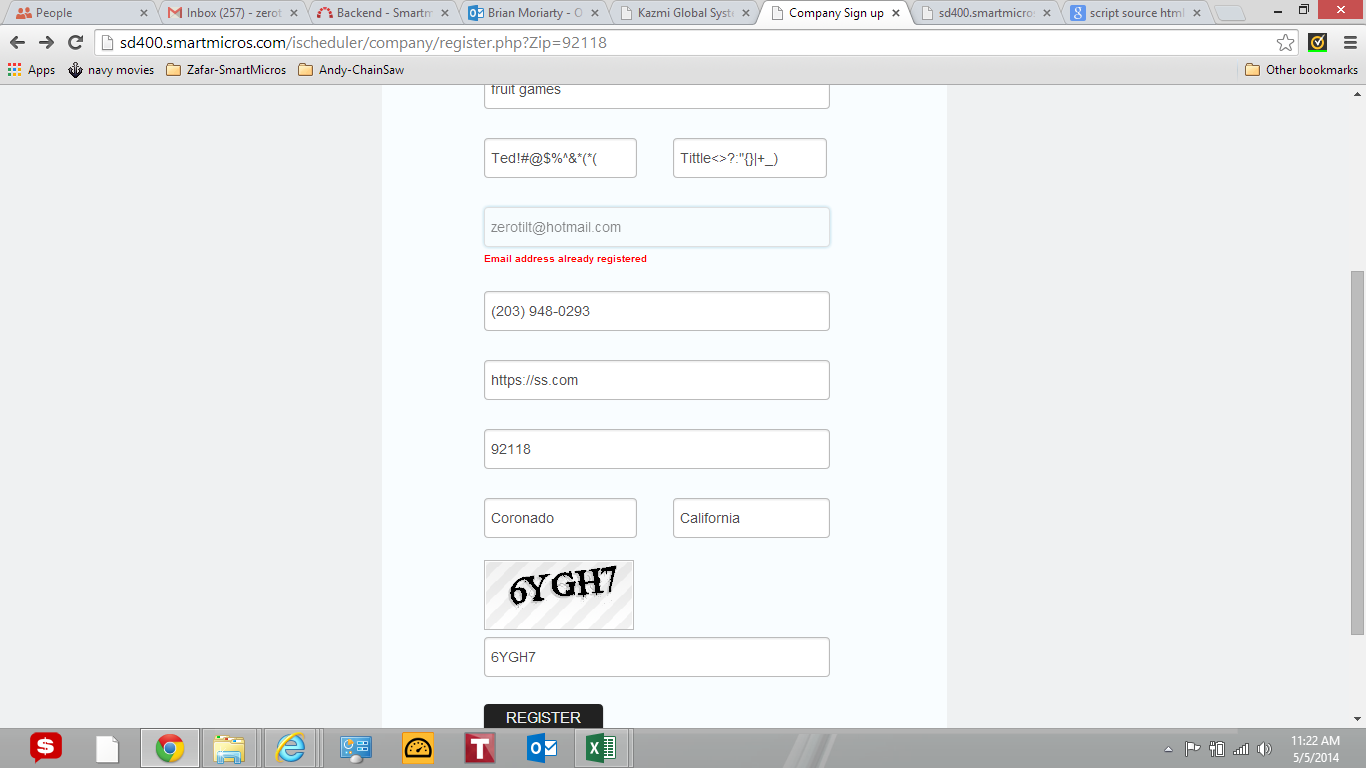 People
Inbox (257) - zerot
Backend - Smartm
Brian Moriarty - O
Kazmi Global Syste
Company Sign up
sd400.smartmicros
script source html
sd400.smartmicros.com/ischeduler/company/register.php?Zip=92118
Apps
navy movies
Zafar-SmartMicros
Andy-ChainSaw
Other bookmarks
fruit games
Ted!#@$%^&*(*(
Tittle<>?:"{}|+_)
zerotilt@hotmail.com
Email address already registered
(203) 948-0293
https://ss.com
92118
Coronado
California
6YGH7
6YGH7
REGISTER
11:22 AM
5/5/2014